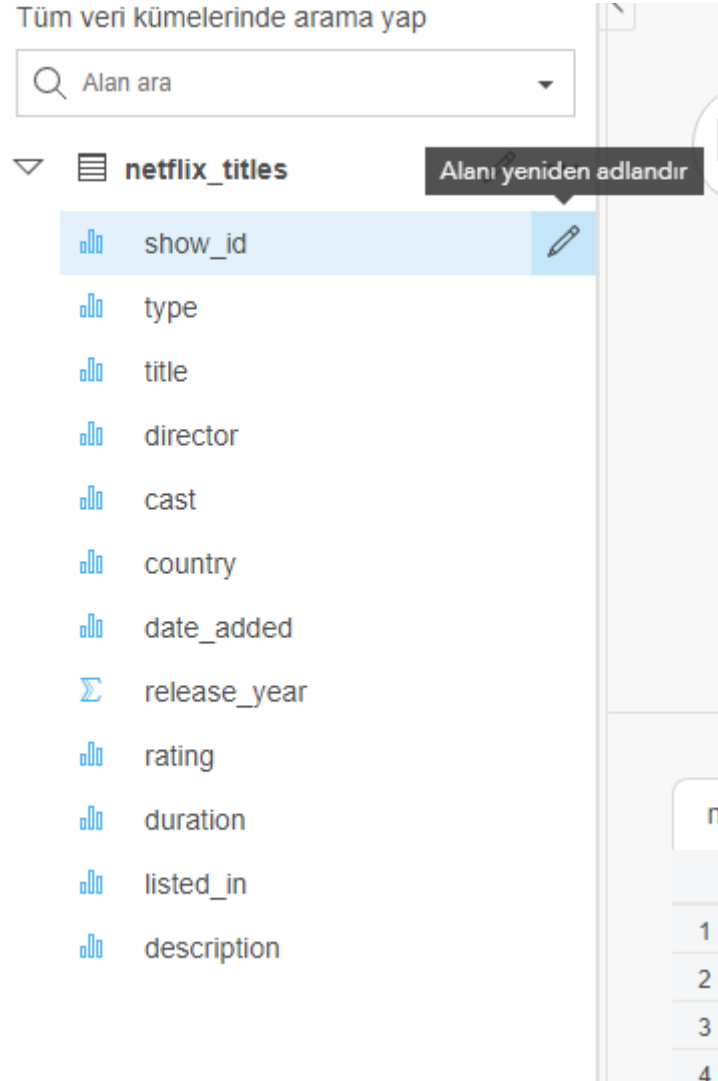 Tüm veri kümelerinde arama yap
Alan ara
netflix_titles
Alanı yeniden adlandır
show_id
type
title
director
cast
country
date_added
release_year
rating
duration
listed_in
description
1
2
3
4